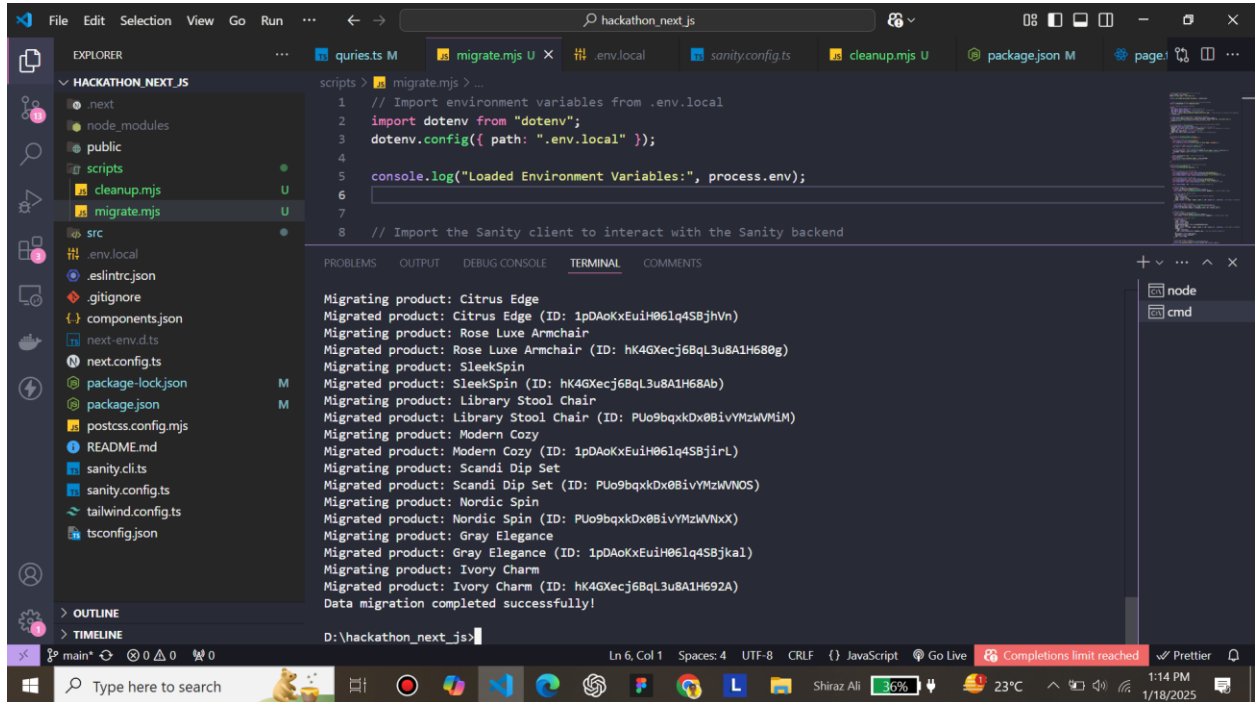 File Edit Selection View Go Run ··· hackathon_next_js
EXPLORER ···
HACKATHON_NEXT_JS
.next
node_modules
public
scripts
JS cleanup.mjs U
JS migrate.mjs U
src
.env.local
.eslintrc.json
.gitignore
components.json
next-env.d.ts
next.config.ts
package-lock.json M
package.json M
postcss.config.mjs
README.md
sanity.cli.ts
sanity.config.ts
tailwind.config.ts
tsconfig.json
OUTLINE
TIMELINE
13
3
1
quries.ts M migrate.mjs U .env.local sanity.config.ts cleanup.mjs U package.json M page.t
scripts > JS migrate.mjs > ...
1 // Import environment variables from .env.local
2 import dotenv from "dotenv";
3 dotenv.config({ path: ".env.local" });
4
5 console.log("Loaded Environment Variables:", process.env);
6
7
8 // Import the Sanity client to interact with the Sanity backend
PROBLEMS OUTPUT DEBUG CONSOLE TERMINAL COMMENTS
node
cmd
Migrating product: Citrus Edge
Migrated product: Citrus Edge (ID: 1pDAoKxEuiH06lq4SBjhVn)
Migrating product: Rose Luxe Armchair
Migrated product: Rose Luxe Armchair (ID: hK4GXecj6BqL3u8A1H680g)
Migrating product: SleekSpin
Migrated product: SleekSpin (ID: hK4GXecj6BqL3u8A1H68Ab)
Migrating product: Library Stool Chair
Migrated product: Library Stool Chair (ID: PUo9bqxkDx0BivYMzWVMiM)
Migrating product: Modern Cozy
Migrated product: Modern Cozy (ID: 1pDAoKxEuiH06lq4SBjirL)
Migrating product: Scandi Dip Set
Migrated product: Scandi Dip Set (ID: PUo9bqxkDx0BivYMzWVNOS)
Migrating product: Nordic Spin
Migrated product: Nordic Spin (ID: PUo9bqxkDx0BivYMzWVNxX)
Migrating product: Gray Elegance
Migrated product: Gray Elegance (ID: 1pDAoKxEuiH06lq4SBjkal)
Migrating product: Ivory Charm
Migrated product: Ivory Charm (ID: hK4GXecj6BqL3u8A1H692A)
Data migration completed successfully!
D:\hackathon_next_js>
main* 0 0 0 Ln 6, Col 1 Spaces: 4 UTF-8 CRLF {} JavaScript Go Live Completions limit reached Prettier
Type here to search Shiraz Ali 36% 23°C 1:14 PM
1/18/2025